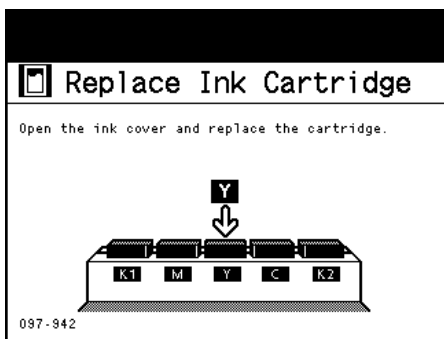 Replace Ink Cartridge
Open the ink cover and replace the cartridge.
Y
K1 M Y C K2
097-942